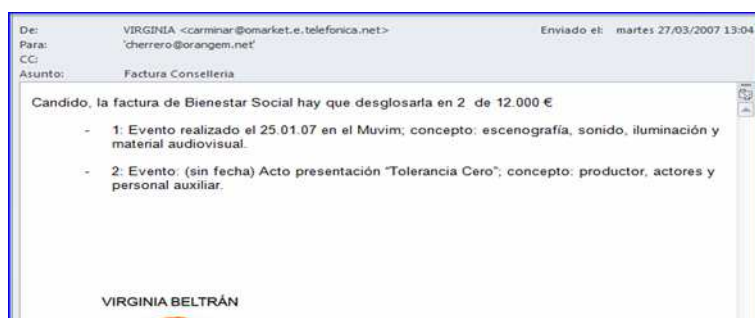 De: VIRGINIA <carminar@omarket.e.telefonica.net> Enviado el: martes 27/03/2007 13:04
Para: 'cherrero@orangem.net'
CC:
Asunto: Factura Conselleria
Candido, la factura de Bienestar Social hay que desglosarla en 2 de 12.000 €
- 1: Evento realizado el 25.01.07 en el Muvim; concepto: escenografía, sonido, iluminación y
material audiovisual.
- 2: Evento: (sin fecha) Acto presentación "Tolerancia Cero"; concepto: productor, actores y
personal auxiliar.
VIRGINIA BELTRÁN